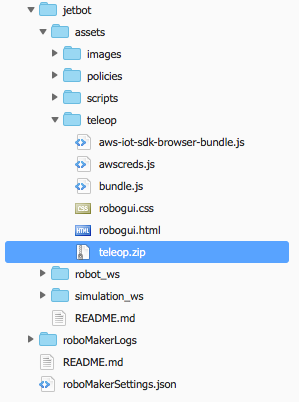 jetbot
assets
images
policies
scripts
teleop
aws-iot-sdk-browser-bundle.js
awscreds.js
bundle.js
CSS robogui.css
HTML robogui.html
teleop.zip
robot_ws
simulation_ws
README.md
roboMakerLogs
README.md
roboMakerSettings.json